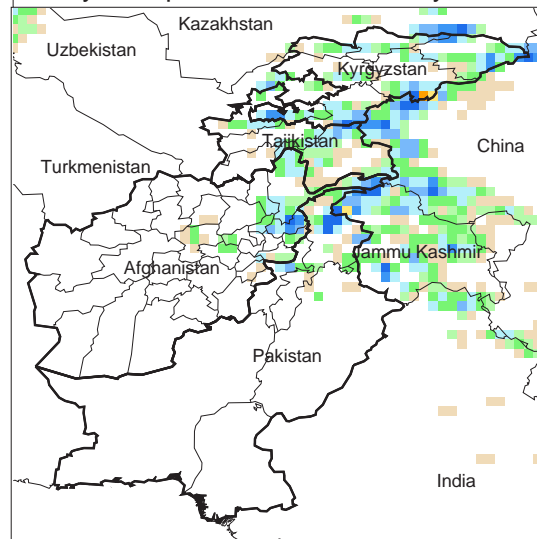 Kazakhstan
Uzbekistan
Kyrgyzstan
Tajikistan
China
Turkmenistan
Jammu Kashmir
Afghanistan
Pakistan
India